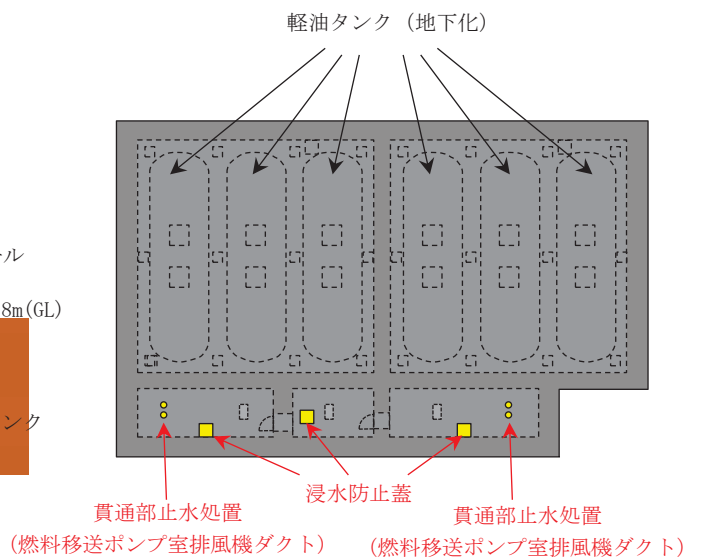 軽油タンク（地下化）
ール
8m(GL)
ンク
浸水防止蓋
貫通部止水処置
（燃料移送ポンプ室排風機ダクト）
貫通部止水処置
（燃料移送ポンプ室排風機ダクト）